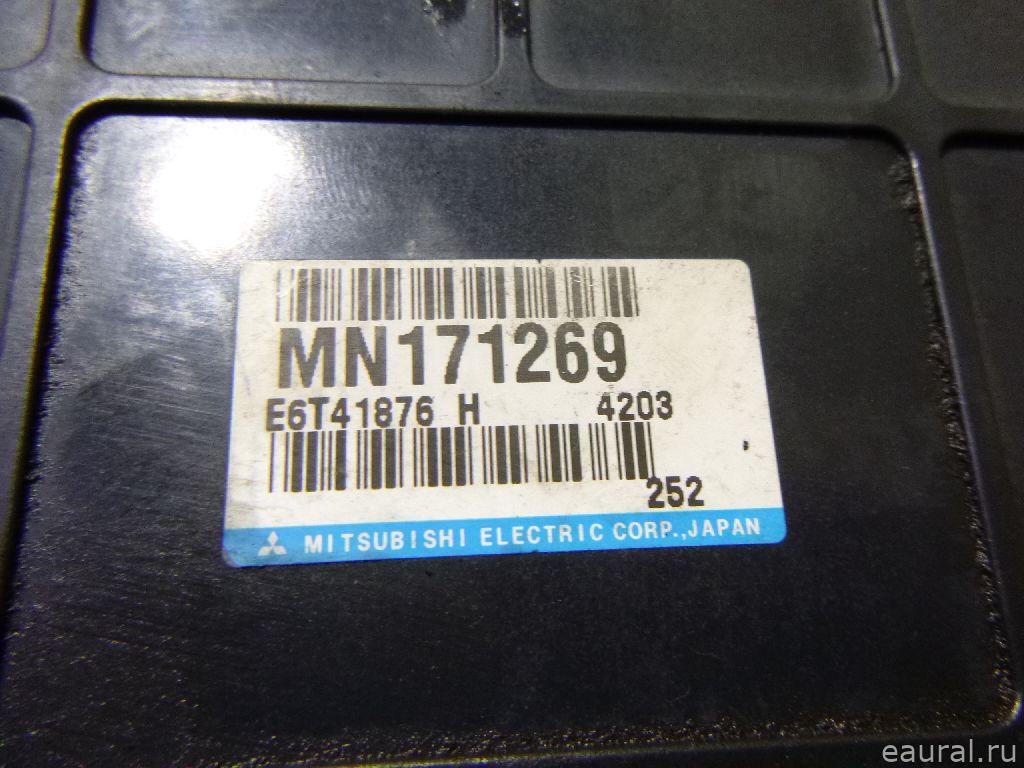 MN171269
E6T41876 H 4203
252
MITSUBISHI ELECTRIC CORP.,JAPAN
eaural.ru